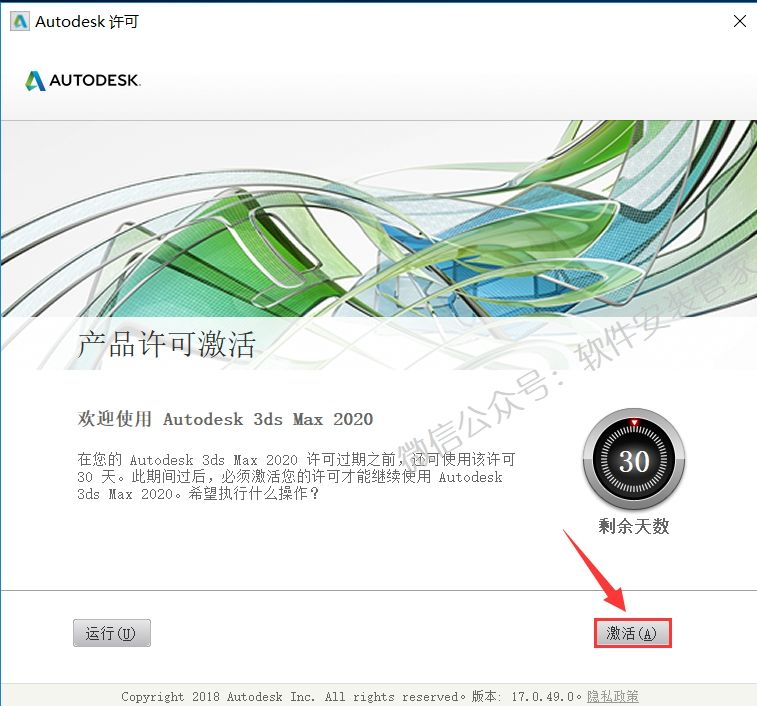 Autodesk 许可
AUTODESK.
产品许可激活
欢迎使用 Autodesk 3ds Max 2020
在您的 Autodesk 3ds Max 2020 许可过期之前,还可使用该许可
30 天。此期间过后,必须激活您的许可才能继续使用 Autodesk
3ds Max 2020。希望执行什么操作?
30
剩余天数
微信公众号:软件安装管家
运行(U)
激活(A)
Copyright 2018 Autodesk Inc. All rights reserved。版本: 17.0.49.0。隐私政策